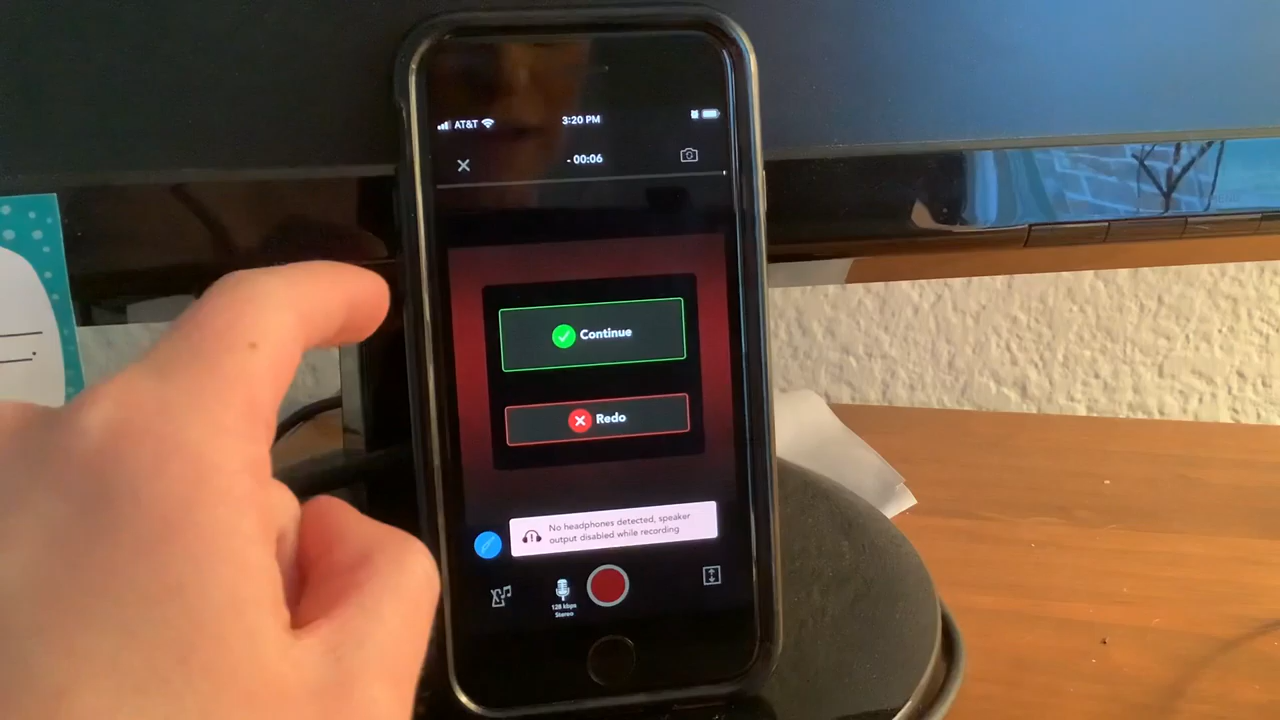 AT&T 3:20 PM
- 00:06
MENU
Continue
Redo
No headphones detected, speaker
output disabled while recording
128 kbps
Stereo